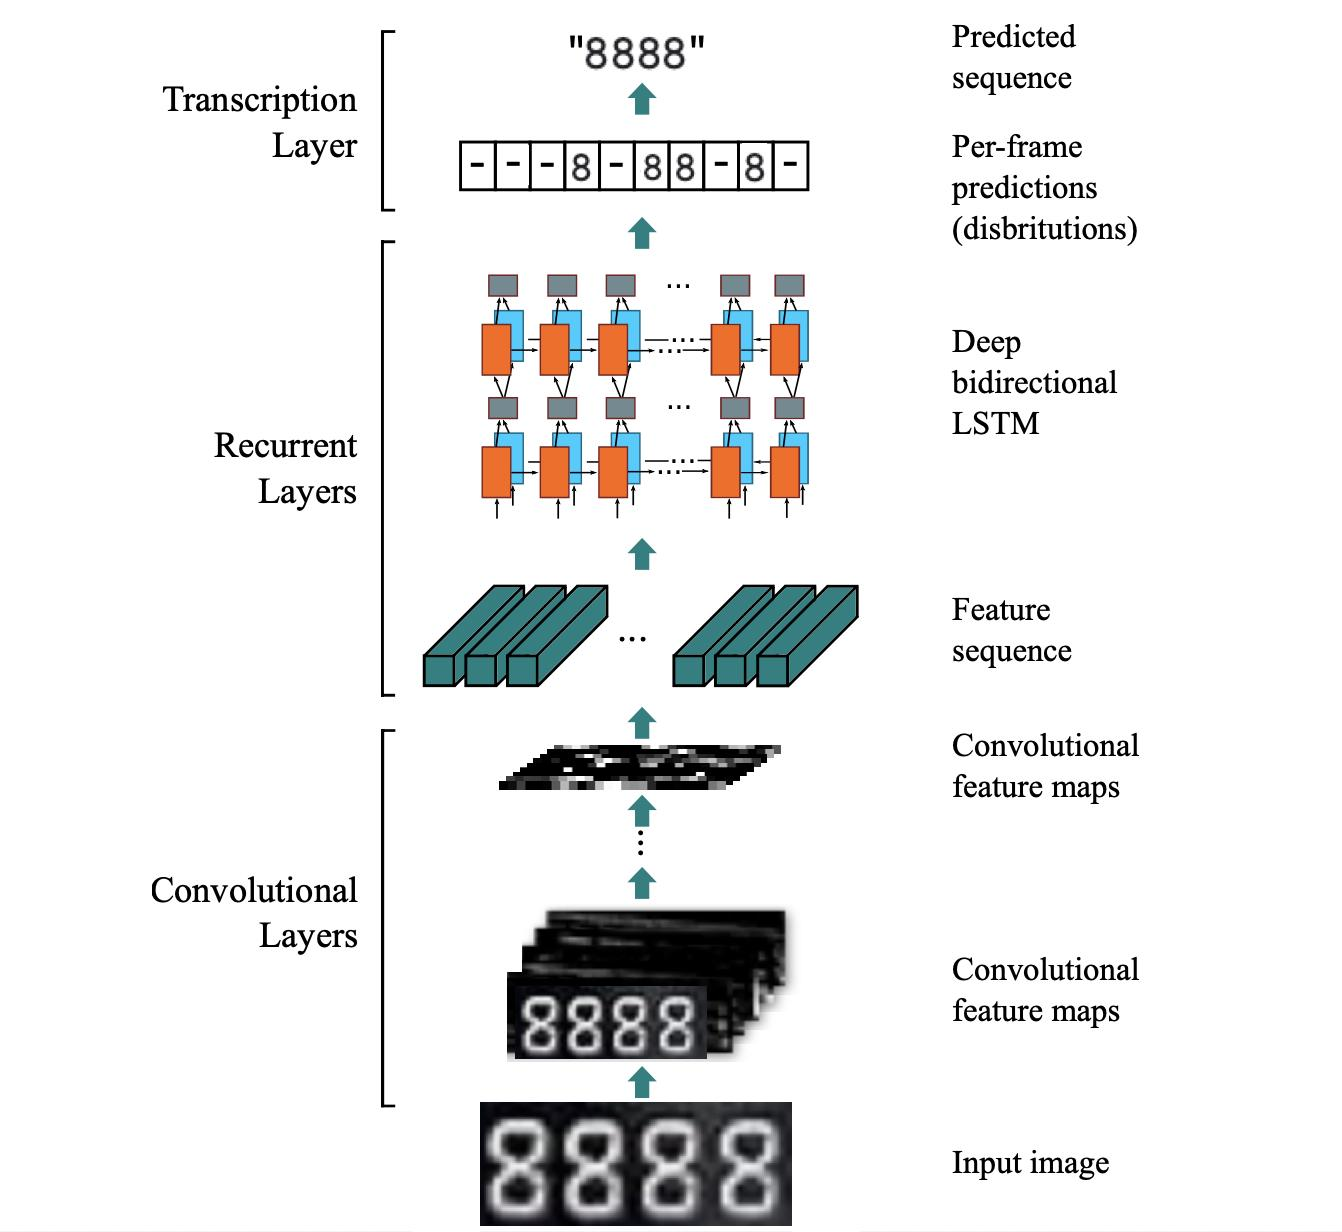 "8888"
Predicted
sequence
Transcription
Layer
- - - 8 - 8 8 - 8 -
Per-frame
predictions
(disbritutions)
...
Deep
bidirectional
LSTM
...
...
...
Recurrent
Layers
...
...
Feature
sequence
...
Convolutional
feature maps
Convolutional
Layers
8888
Convolutional
feature maps
8888
Input image